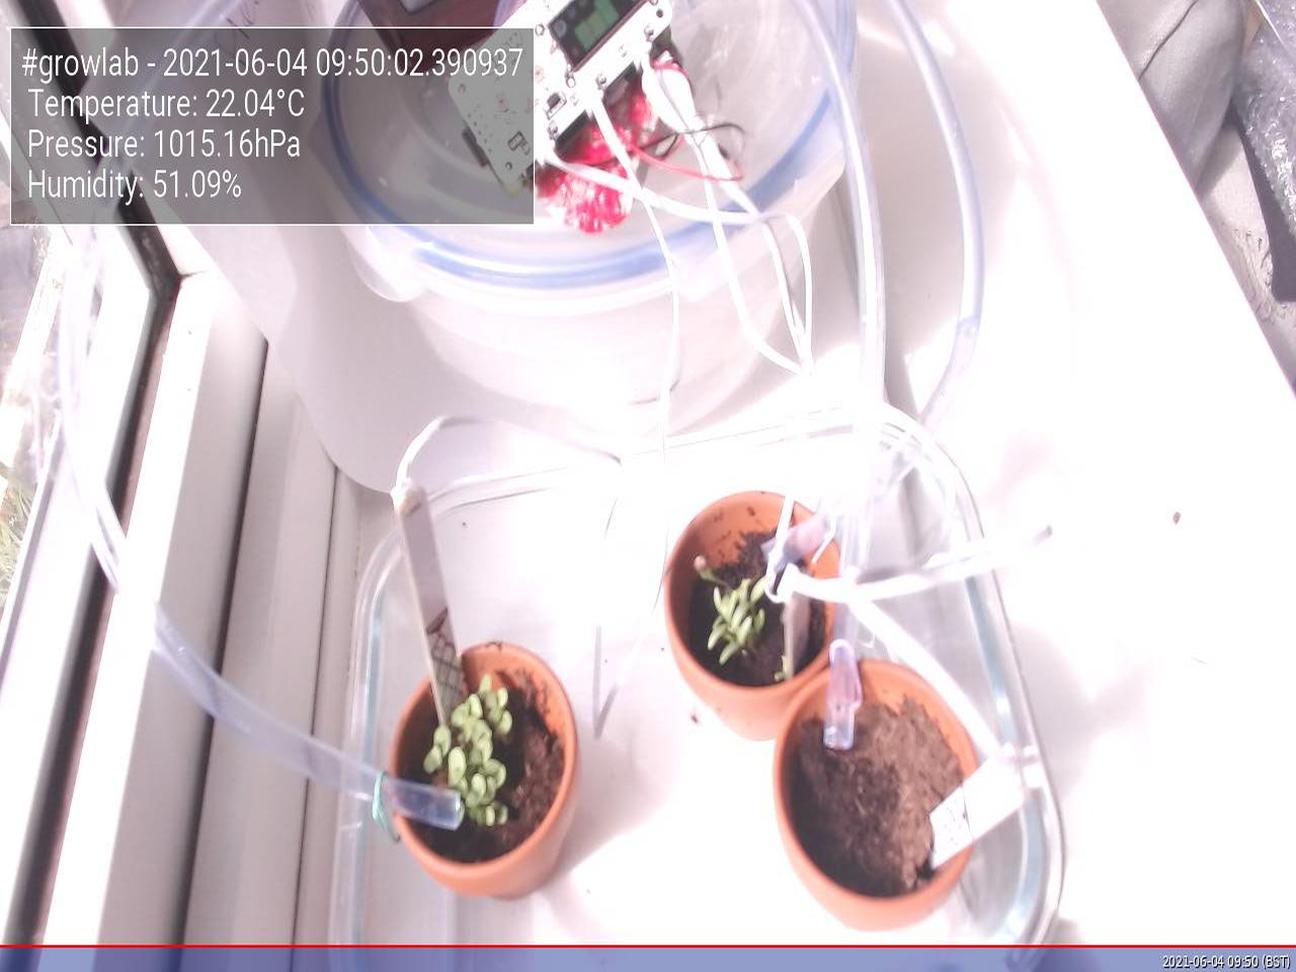 #growlab - 2021-06-04 09:50:02.390937
Temperature: 22.04°C
Pressure: 1015.16hPa
Humidity: 51.09%
2021-06-04 09:50 (BST)